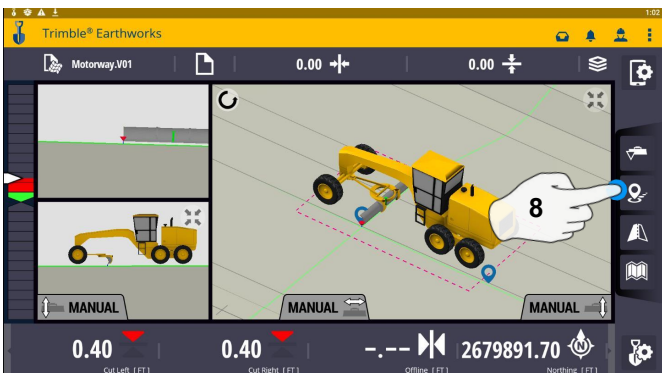 1:02
Trimble® Earthworks
Motorway.V01
0.00
0.00
8
MANUAL
MANUAL
MANUAL
0.40
0.40
-.--
2679891.70
N
Cut Left [FT]
Cut Right [FT]
Offline [FT]
Northing [FT]